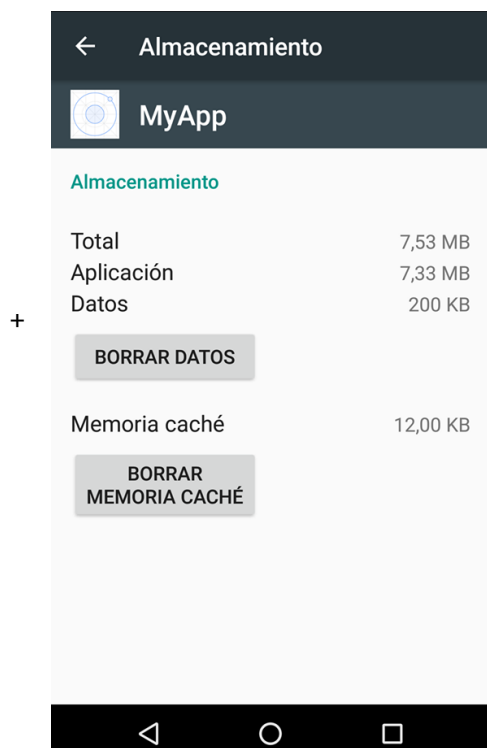 Almacenamiento
MyApp
Almacenamiento
Total 7,53 MB
Aplicación 7,33 MB
Datos 200 KB
+
BORRAR DATOS
Memoria caché 12,00 KB
BORRAR
MEMORIA CACHÉ